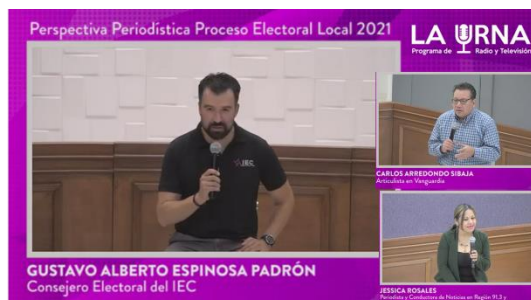 Perspectiva Periodística Proceso Electoral Local 2021
LA URNA
Programa de Radio y Televisión
IEC
CARLOS ARREDONDO SIBAJA
Articulista en Vanguardia
GUSTAVO ALBERTO ESPINOSA PADRÓN
Consejero Electoral del IEC
JESSICA ROSALES
Periodista y Conductora de Noticias en Región 91.3 y